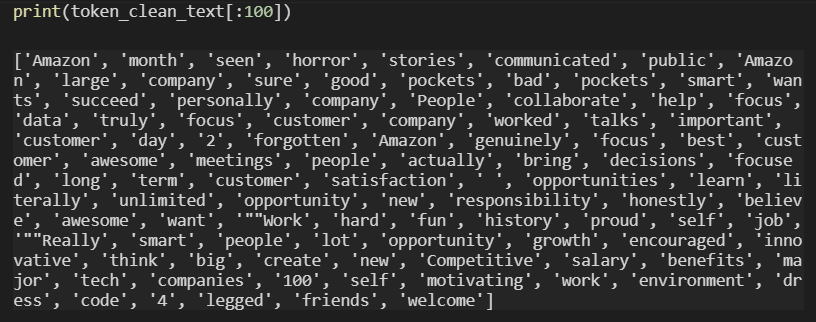 print(token_clean_text[:100])
['Amazon', 'month', 'seen', 'horror', 'stories', 'communicated', 'public', 'Amazo
n', 'large', 'company', 'sure', 'good', 'pockets', 'bad', 'pockets', 'smart', 'wan
ts', 'succeed', 'personally', 'company', 'People', 'collaborate', 'help', 'focus',
'data', 'truly', 'focus', 'customer', 'company', 'worked', 'talks', 'important',
'customer', 'day', '2', 'forgotten', 'Amazon', 'genuinely', 'focus', 'best', 'cust
omer', 'awesome', 'meetings', 'people', 'actually', 'bring', 'decisions', 'focuse
d', 'long', 'term', 'customer', 'satisfaction', ' ', 'opportunities', 'learn', 'li
terally', 'unlimited', 'opportunity', 'new', 'responsibility', 'honestly', 'believ
e', 'awesome', 'want', '""Work', 'hard', 'fun', 'history', 'proud', 'self', 'job',
'""Really', 'smart', 'people', 'lot', 'opportunity', 'growth', 'encouraged', 'inno
vative', 'think', 'big', 'create', 'new', 'Competitive', 'salary', 'benefits', 'ma
jor', 'tech', 'companies', '100', 'self', 'motivating', 'work', 'environment', 'dr
ess', 'code', '4', 'legged', 'friends', 'welcome']